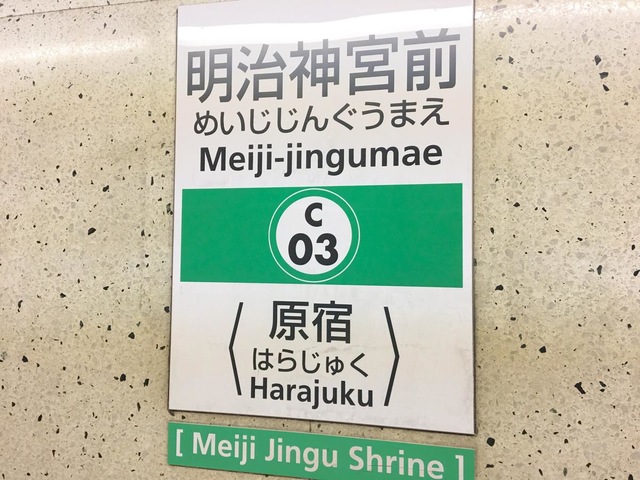 明治神宮前
めいじじんぐうまえ
Meiji-jingumae
C
03
〈原宿
はらじゅく
Harajuku〉
[ Meiji Jingu Shrine ]